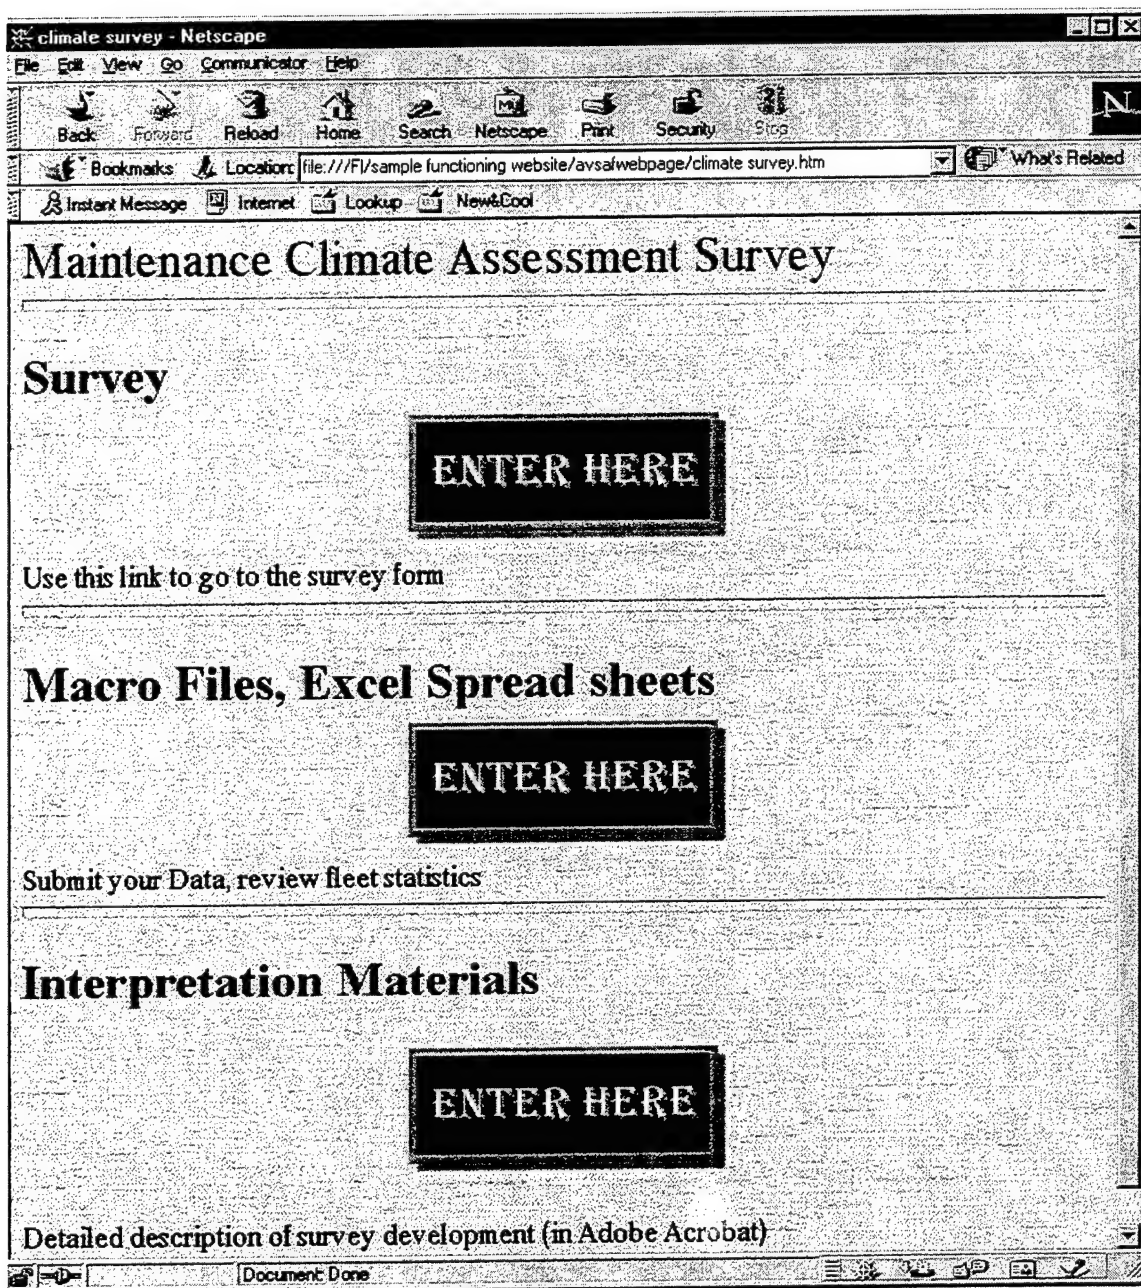 climate survey - Netscape
File Edit View Go Communicator Help
Back Forward Reload Home Search Netscape Print Security Stop
Bookmarks Location: file:///F|/sample functioning website/avsafwebpage/climate survey.htm What's Related
Instant Message Internet Lookup New&Cool
Maintenance Climate Assessment Survey
Survey
ENTER HERE
Use this link to go to the survey form
Macro Files, Excel Spread sheets
ENTER HERE
Submit your Data, review fleet statistics
Interpretation Materials
ENTER HERE
Detailed description of survey development (in Adobe Acrobat)
Document: Done